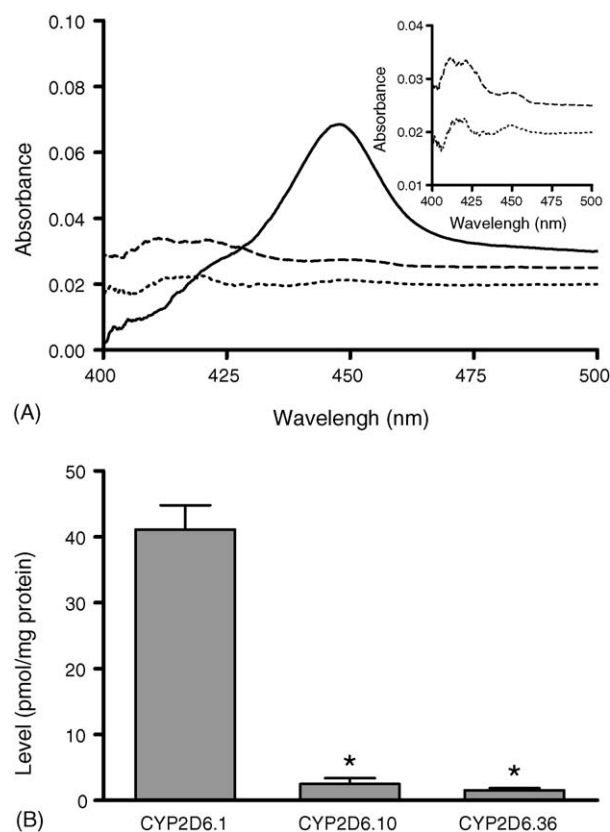 0.10
0.08
0.06
0.04
0.02
0.00
Absorbance
400
425
450
475
500
Wavelengh (nm)
(A)
0.04
0.03
0.02
0.01
Absorbance
400
425
450
475
500
Wavelengh (nm)
50
40
30
20
10
0
Level (pmol/mg protein)
*
*
CYP2D6.1
CYP2D6.10
CYP2D6.36
(B)